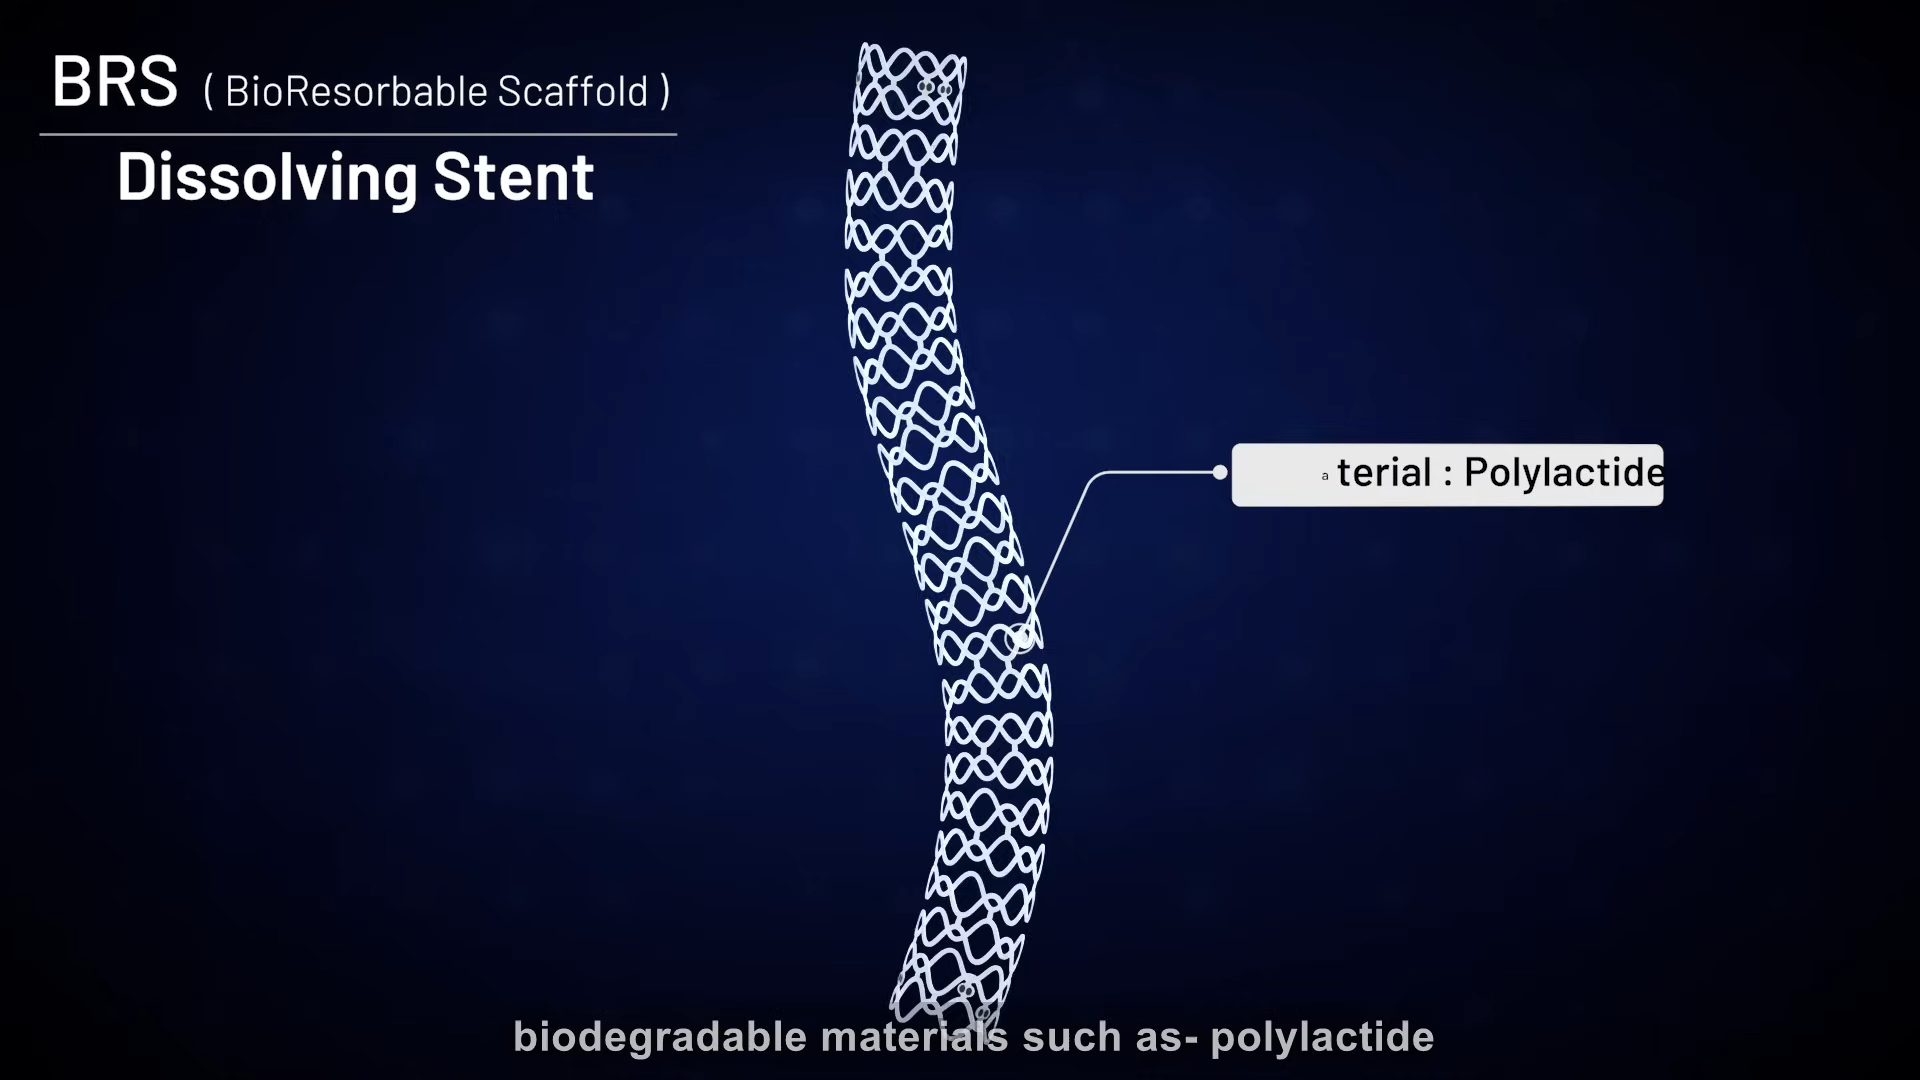 BRS ( BioResorbable Scaffold )
Dissolving Stent
a terial : Polylactide
biodegradable materials such as- polylactide